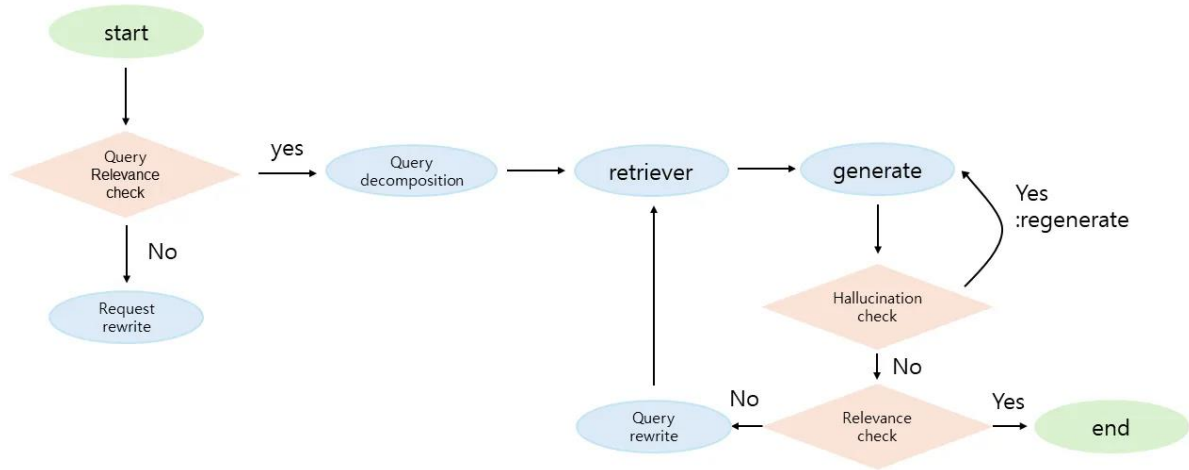 start
Query
Relevance
check
yes
No
Request
rewrite
Query
decomposition
retriever
generate
Yes
:regenerate
Hallucination
check
No
Relevance
check
No
Query
rewrite
Yes
end